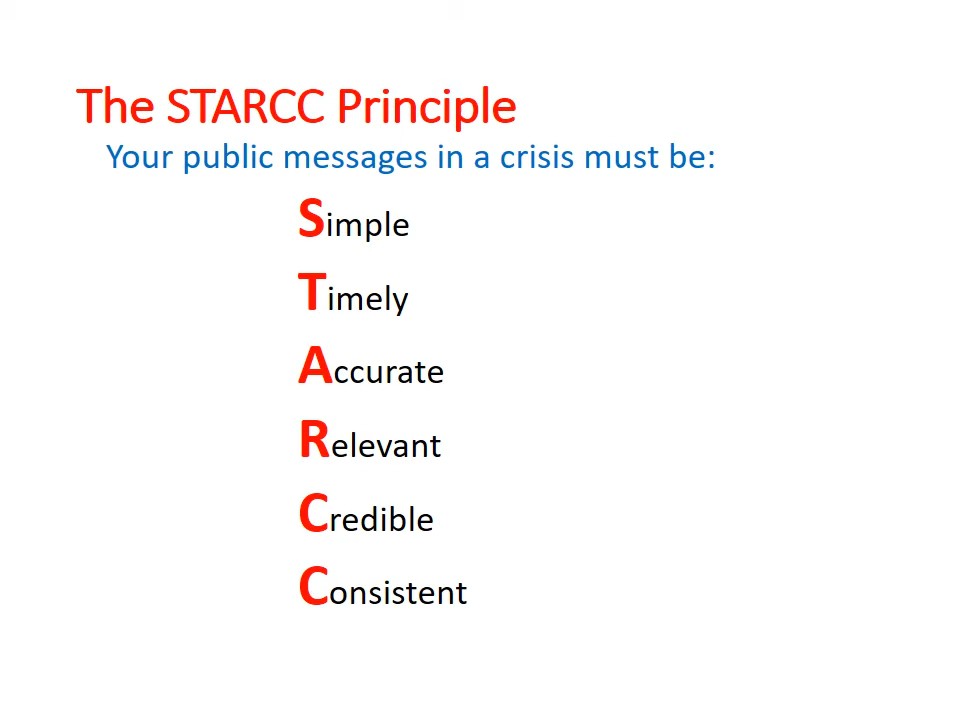 The STARCC Principle
Your public messages in a crisis must be:
Simple
Timely
Accurate
Relevant
Credible
Consistent